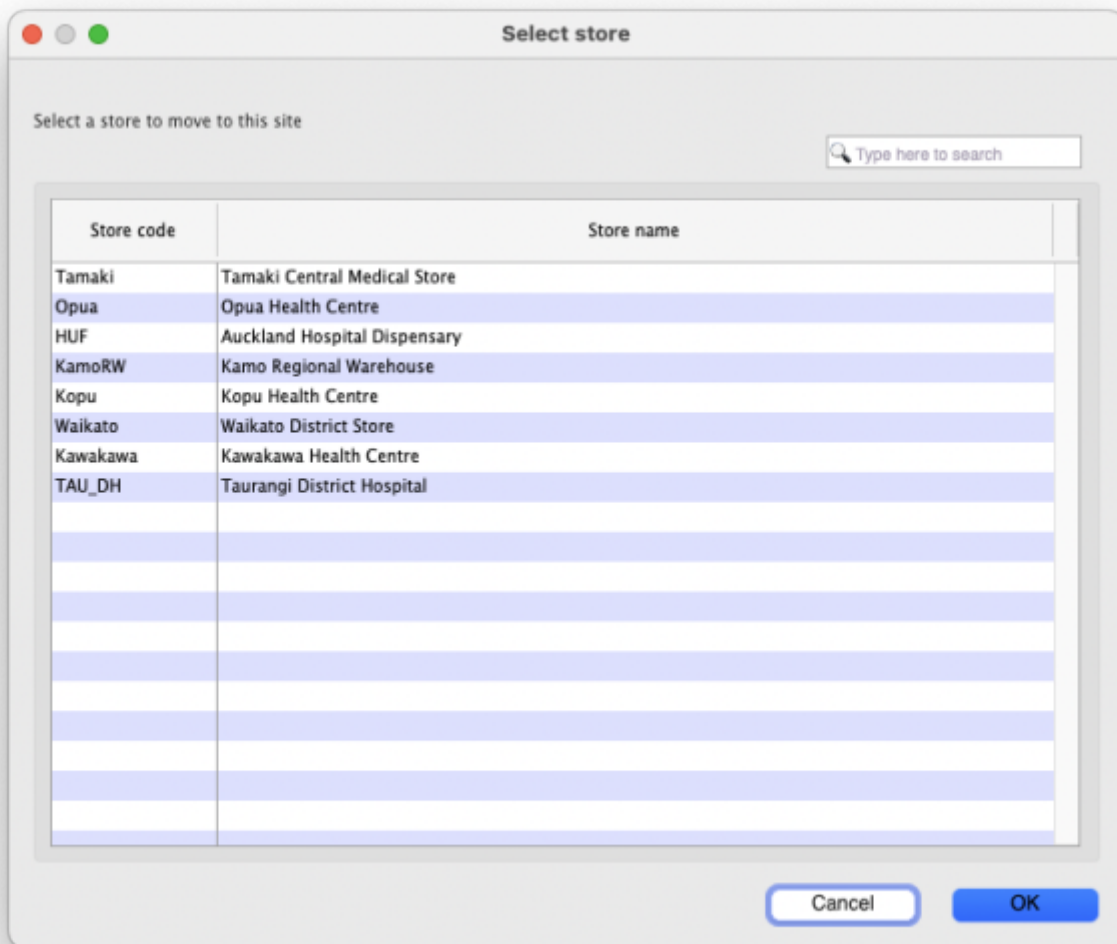 Select store
Select a store to move to this site
Type here to search
Store code Store name
Tamaki Tamaki Central Medical Store
Opua Opua Health Centre
HUF Auckland Hospital Dispensary
KamoRW Kamo Regional Warehouse
Kopu Kopu Health Centre
Waikato Waikato District Store
Kawakawa Kawakawa Health Centre
TAU_DH Taurangi District Hospital
Cancel OK